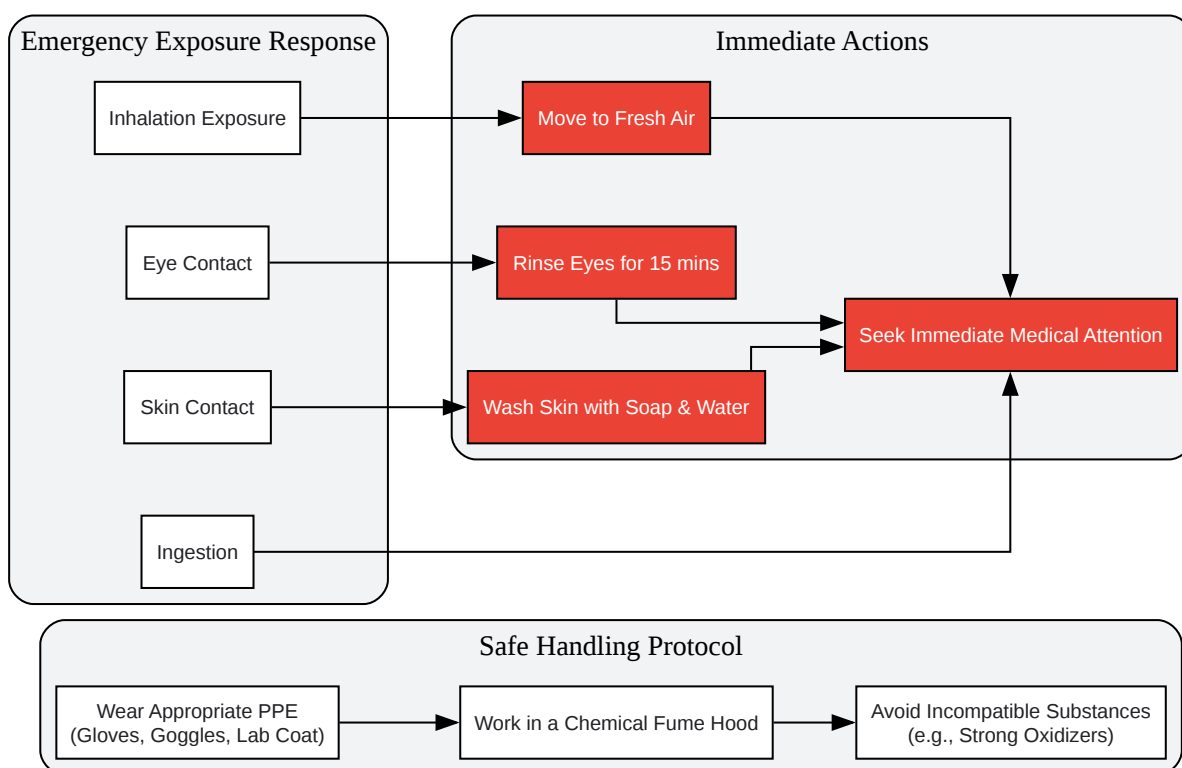 Emergency Exposure Response
Immediate Actions
Inhalation Exposure
Move to Fresh Air
Eye Contact
Rinse Eyes for 15 mins
Seek Immediate Medical Attention
Skin Contact
Wash Skin with Soap & Water
Ingestion
Safe Handling Protocol
Wear Appropriate PPE
(Gloves, Goggles, Lab Coat)
Work in a Chemical Fume Hood
Avoid Incompatible Substances
(e.g., Strong Oxidizers)